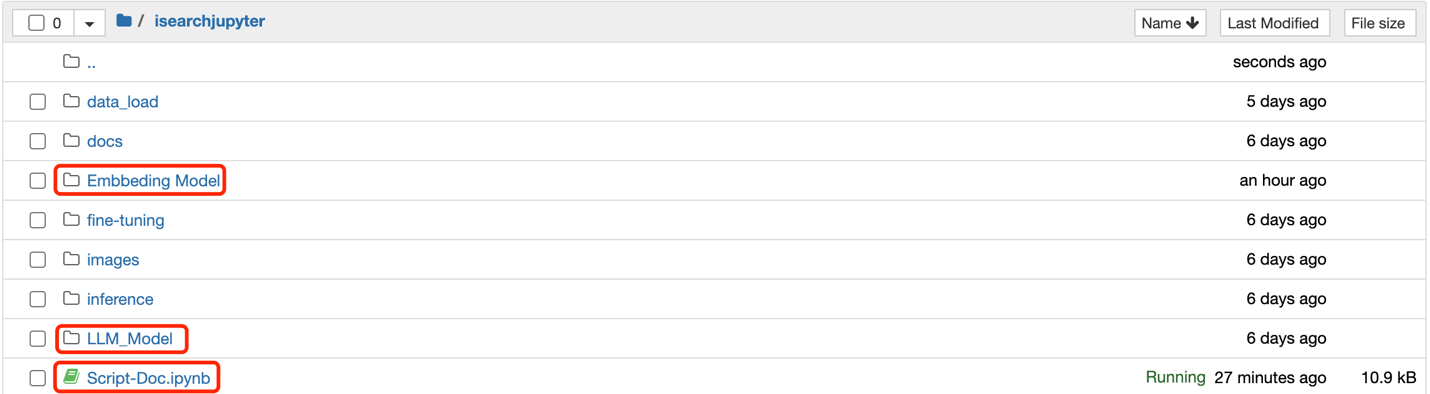 0 / isearchjupyter Name Last Modified File size
.. seconds ago
data_load 5 days ago
docs 6 days ago
Embbeding Model an hour ago
fine-tuning 6 days ago
images 6 days ago
inference 6 days ago
LLM_Model 6 days ago
Script-Doc.ipynb Running 27 minutes ago 10.9 kB